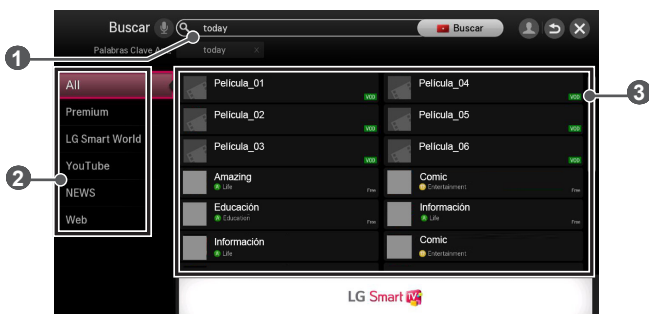 Buscar today Buscar
1 Palabras Clave Ant. today ×
All
Premium
LG Smart World
YouTube
NEWS
Web
2
Película_01 VOD Película_04 VOD
3
Película_02 VOD Película_05 VOD
Película_03 VOD Película_06 VOD
Amazing Comic
A Life Free Entertainment Free
Educación Información
A Education Free A Life Free
Información Comic
A Life Entertainment
LG Smart TV